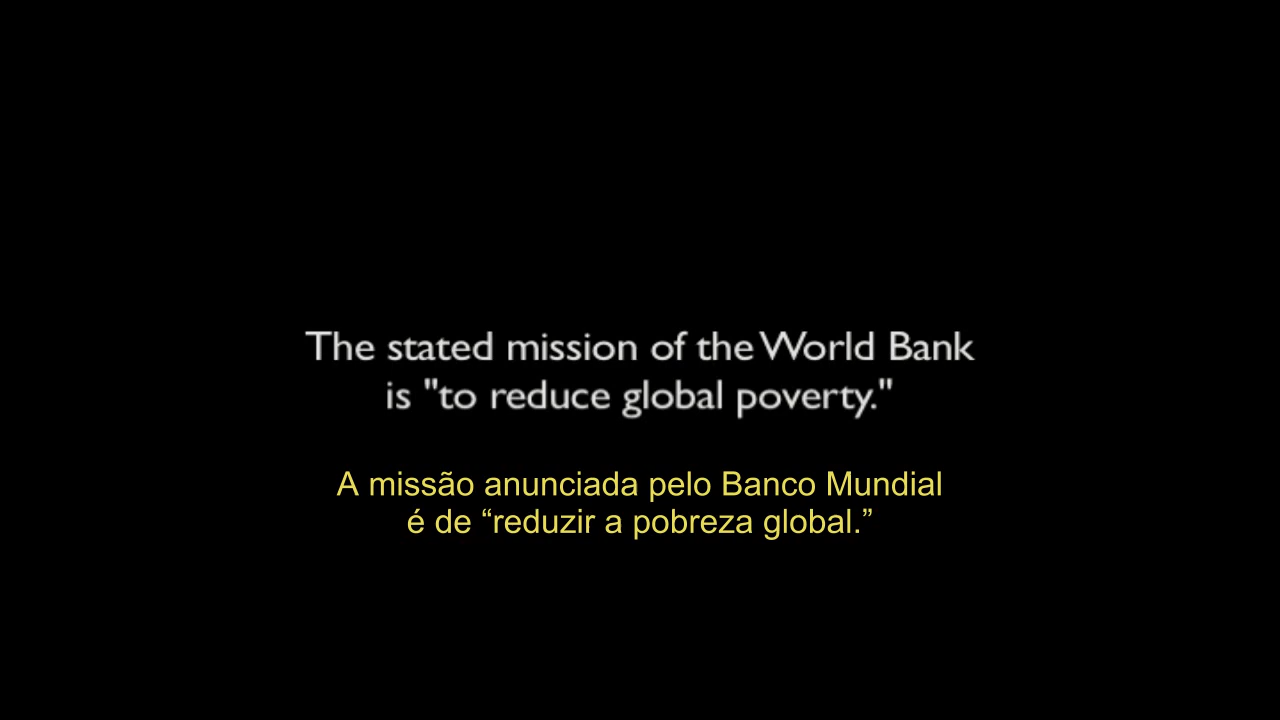 The stated mission of the World Bank
is "to reduce global poverty."
A missão anunciada pelo Banco Mundial
é de “reduzir a pobreza global.”